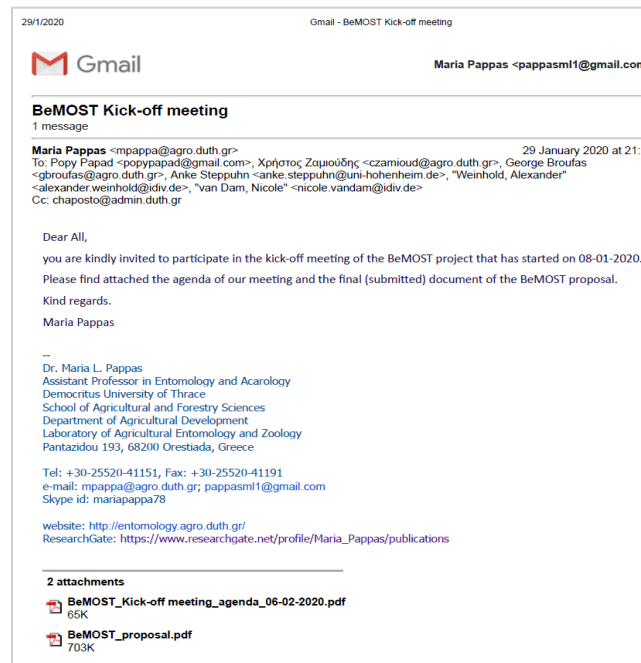 29/1/2020 Gmail - BeMOST Kick-off meeting
Gmail Maria Pappas <pappasml1@gmail.com
BeMOST Kick-off meeting
1 message
Maria Pappas <mpappa@agro.duth.gr> 29 January 2020 at 21:
To: Popy Papad <popypapad@gmail.com>, Χρήστος Ζαμιούδης <czamioud@agro.duth.gr>, George Broufas
<gbroufas@agro.duth.gr>, Anke Steppuhn <anke.steppuhn@uni-hohenheim.de>, "Weinhold, Alexander"
<alexander.weinhold@idiv.de>, "van Dam, Nicole" <nicole.vandam@idiv.de>
Cc: chaposto@admin.duth.gr
Dear All,
you are kindly invited to participate in the kick-off meeting of the BeMOST project that has started on 08-01-2020.
Please find attached the agenda of our meeting and the final (submitted) document of the BeMOST proposal.
Kind regards.
Maria Pappas
--
Dr. Maria L. Pappas
Assistant Professor in Entomology and Acarology
Democritus University of Thrace
School of Agricultural and Forestry Sciences
Department of Agricultural Development
Laboratory of Agricultural Entomology and Zoology
Pantazidou 193, 68200 Orestiada, Greece
Tel: +30-25520-41151, Fax: +30-25520-41191
e-mail: mpappa@agro.duth.gr; pappasml1@gmail.com
Skype id: mariapappa78
website: http://entomology.agro.duth.gr/
ResearchGate: https://www.researchgate.net/profile/Maria_Pappas/publications
2 attachments
BeMOST_Kick-off meeting_agenda_06-02-2020.pdf
65K
BeMOST_proposal.pdf
703K